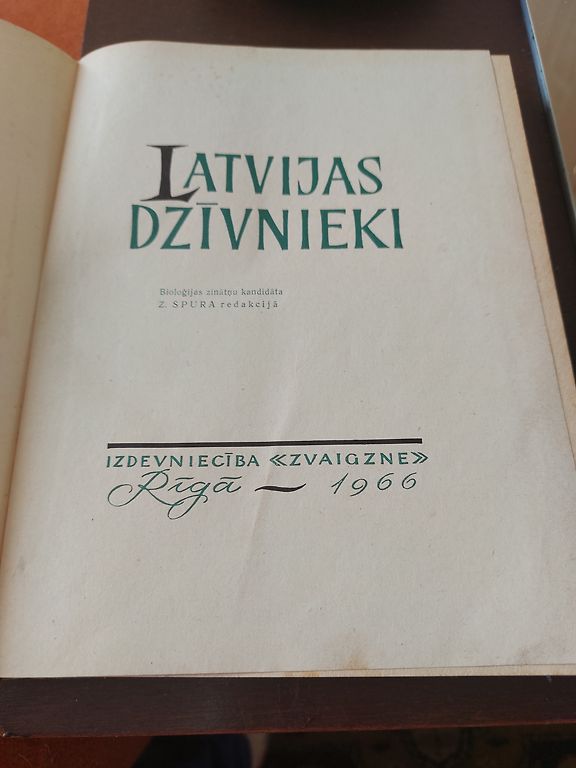 LATVIJAS
DZĪVNIEKI
Bioloģijas zinātņu kandidāta
Z. SPURA redakcijā
IZDEVNIECĪBA «ZVAIGZNE»
Rīgā — 1966